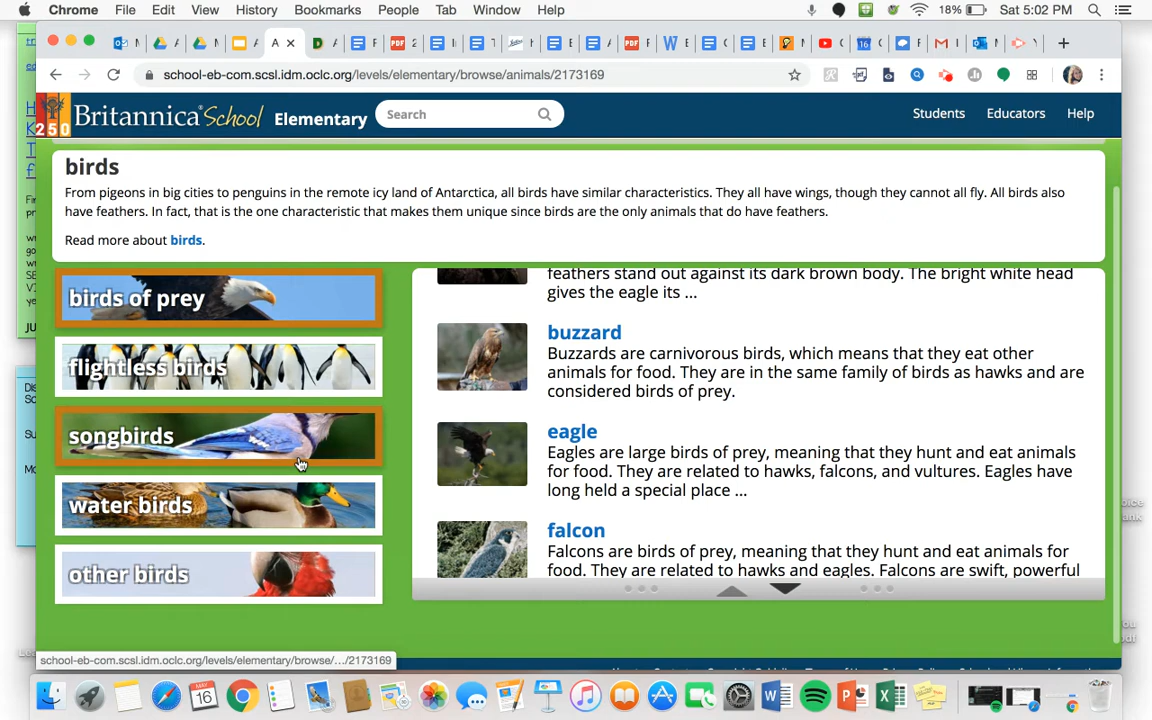 Chrome File Edit View History Bookmarks People Tab Window Help 18% Sat 5:02 PM
school-eb-com.scsl.idm.oclc.org/levels/elementary/browse/animals/2173169
250 Britannica School Elementary Search Students Educators Help
birds
From pigeons in big cities to penguins in the remote icy land of Antarctica, all birds have similar characteristics. They all have wings, though they cannot all fly. All birds also
have feathers. In fact, that is the one characteristic that makes them unique since birds are the only animals that do have feathers.
Read more about birds.
birds of prey
flightless birds
songbirds
water birds
other birds
feathers stand out against its dark brown body. The bright white head
gives the eagle its ...
buzzard
Buzzards are carnivorous birds, which means that they eat other
animals for food. They are in the same family of birds as hawks and are
considered birds of prey.
eagle
Eagles are large birds of prey, meaning that they hunt and eat animals
for food. They are related to hawks, falcons, and vultures. Eagles have
long held a special place ...
falcon
Falcons are birds of prey, meaning that they hunt and eat animals for
food. They are related to hawks and eagles. Falcons are swift, powerful
school-eb-com.scsl.idm.oclc.org/levels/elementary/browse/.../2173169
MAY
16